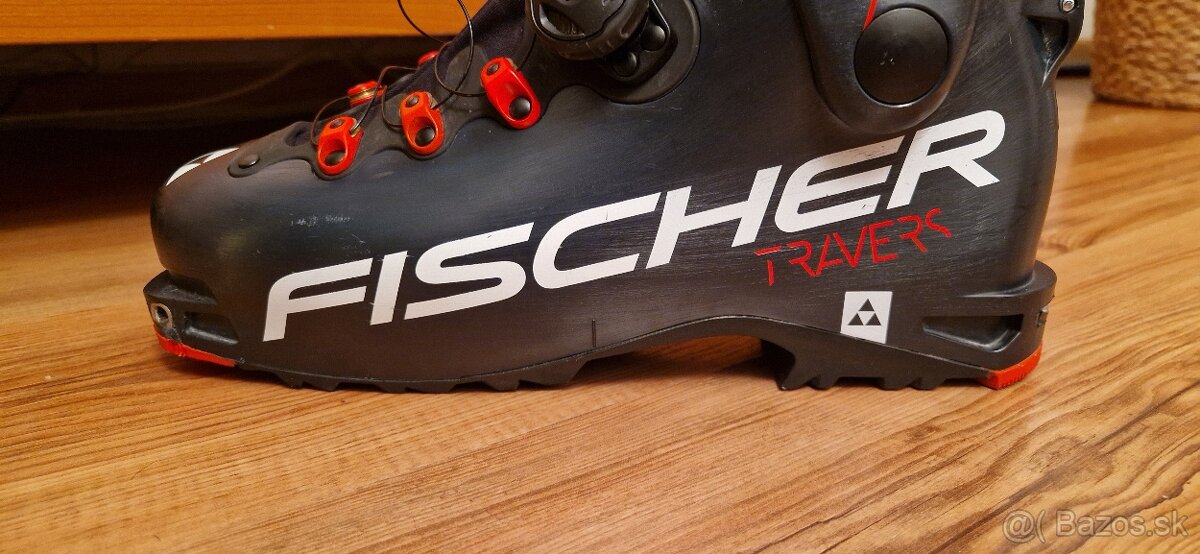 FISCHER
TRAVERS
@( Bazos.sk